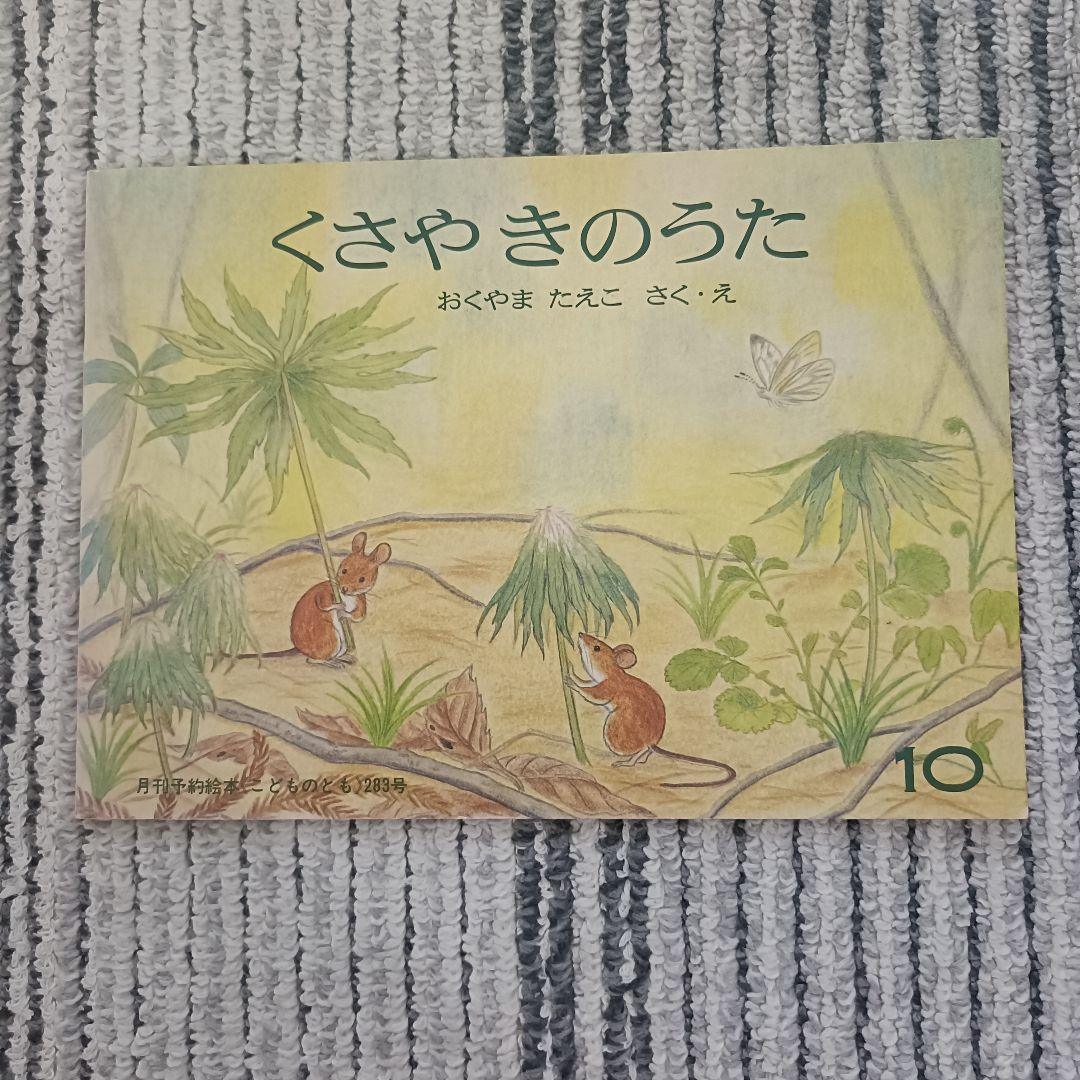 くさや きのうた
おくやま たえこ さく・え
月刊予約絵本〈こどものとも〉283号
10